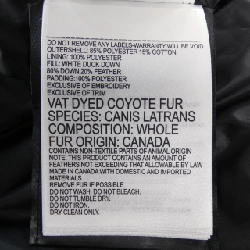 DO NOT REMOVE ANY LABELS-WARRANTY WILL BE VOID
OUTERSHELL: 85% POLYESTER 15% COTTON
LINING: 100% POLYESTER
FILL: WHITE DUCK DOWN
80% DOWN 20% FEATHER
PADDING: 100% POLYESTER
EXCLUSIVE OF EMBROIDERY
EXCLUSIVE OF TRIM
VAT DYED COYOTE FUR
SPECIES: CANIS LATRANS
COMPOSITION: WHOLE
FUR ORIGIN: CANADA
CONTAINS NON-TEXTILE PARTS OF ANIMAL ORIGIN
NOTE: THIS PRODUCT CONTAINS AN AMOUNT OF
FEATHERS NOT EXCEEDING THAT ALLOWABLE BY LAW
MADE IN CANADA WITH DOMESTIC AND IMPORTED
MATERIALS
REMOVE FUR IF POSSIBLE
DO NOT WASH. DO NOT BLEACH.
DO NOT TUMBLE DRY.
DO NOT IRON.
DRY CLEAN ONLY.